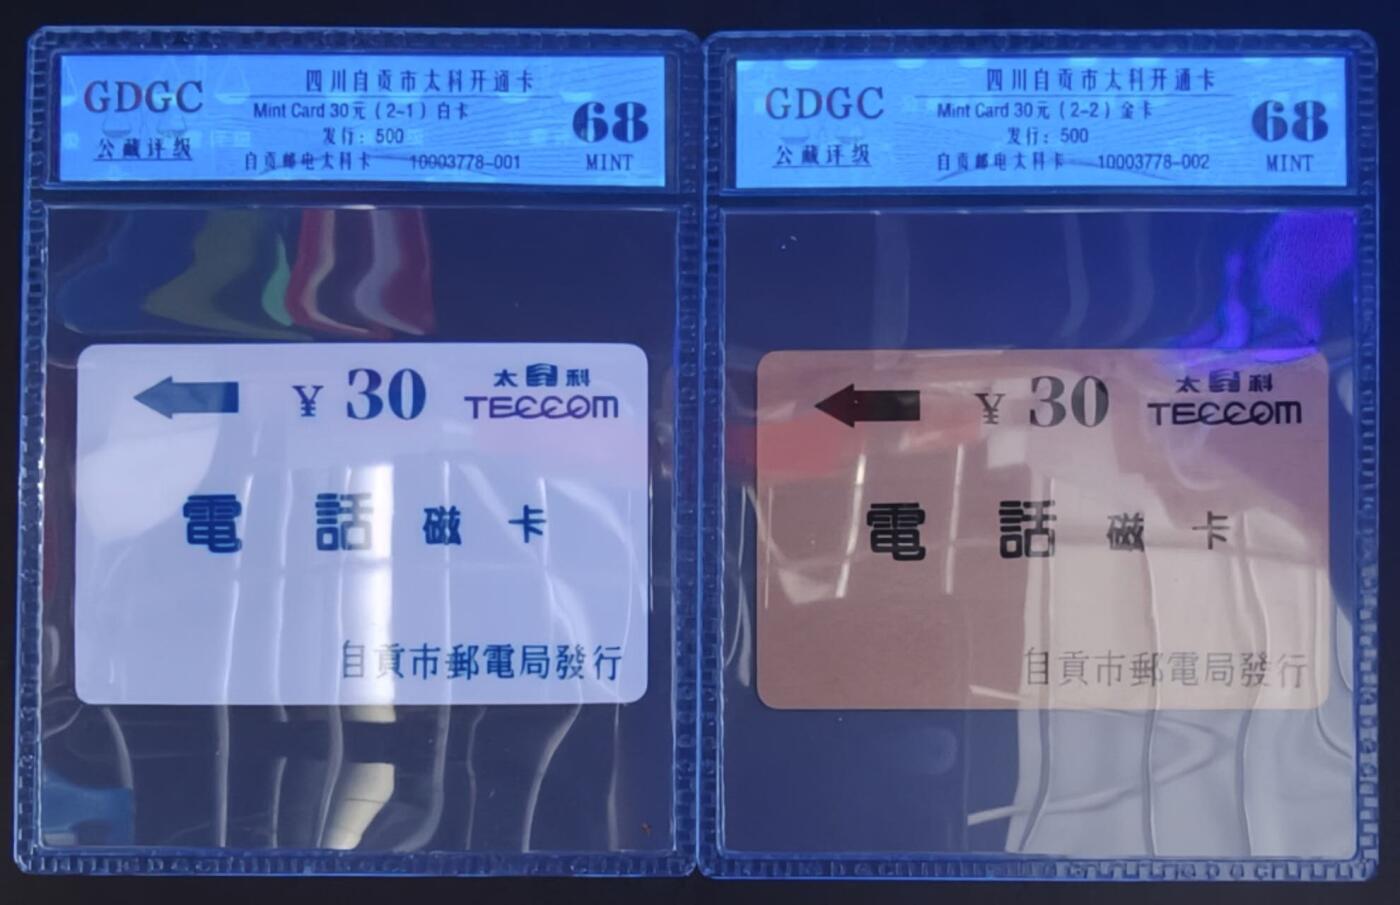 GDGC
公藏评级
四川自贡市太科开通卡
Mint Card 30元（2-1）白卡
发行：500
自贡邮电太科卡 10003778-001
68
MINT
¥ 30
太科
TECCOM
電話磁卡
自貢市郵電局發行
GDGC
公藏评级
四川自贡市太科开通卡
Mint Card 30元（2-2）金卡
发行：500
自贡邮电太科卡 10003778-002
68
MINT
¥ 30
太科
TECCOM
電話磁卡
自貢市郵電局發行